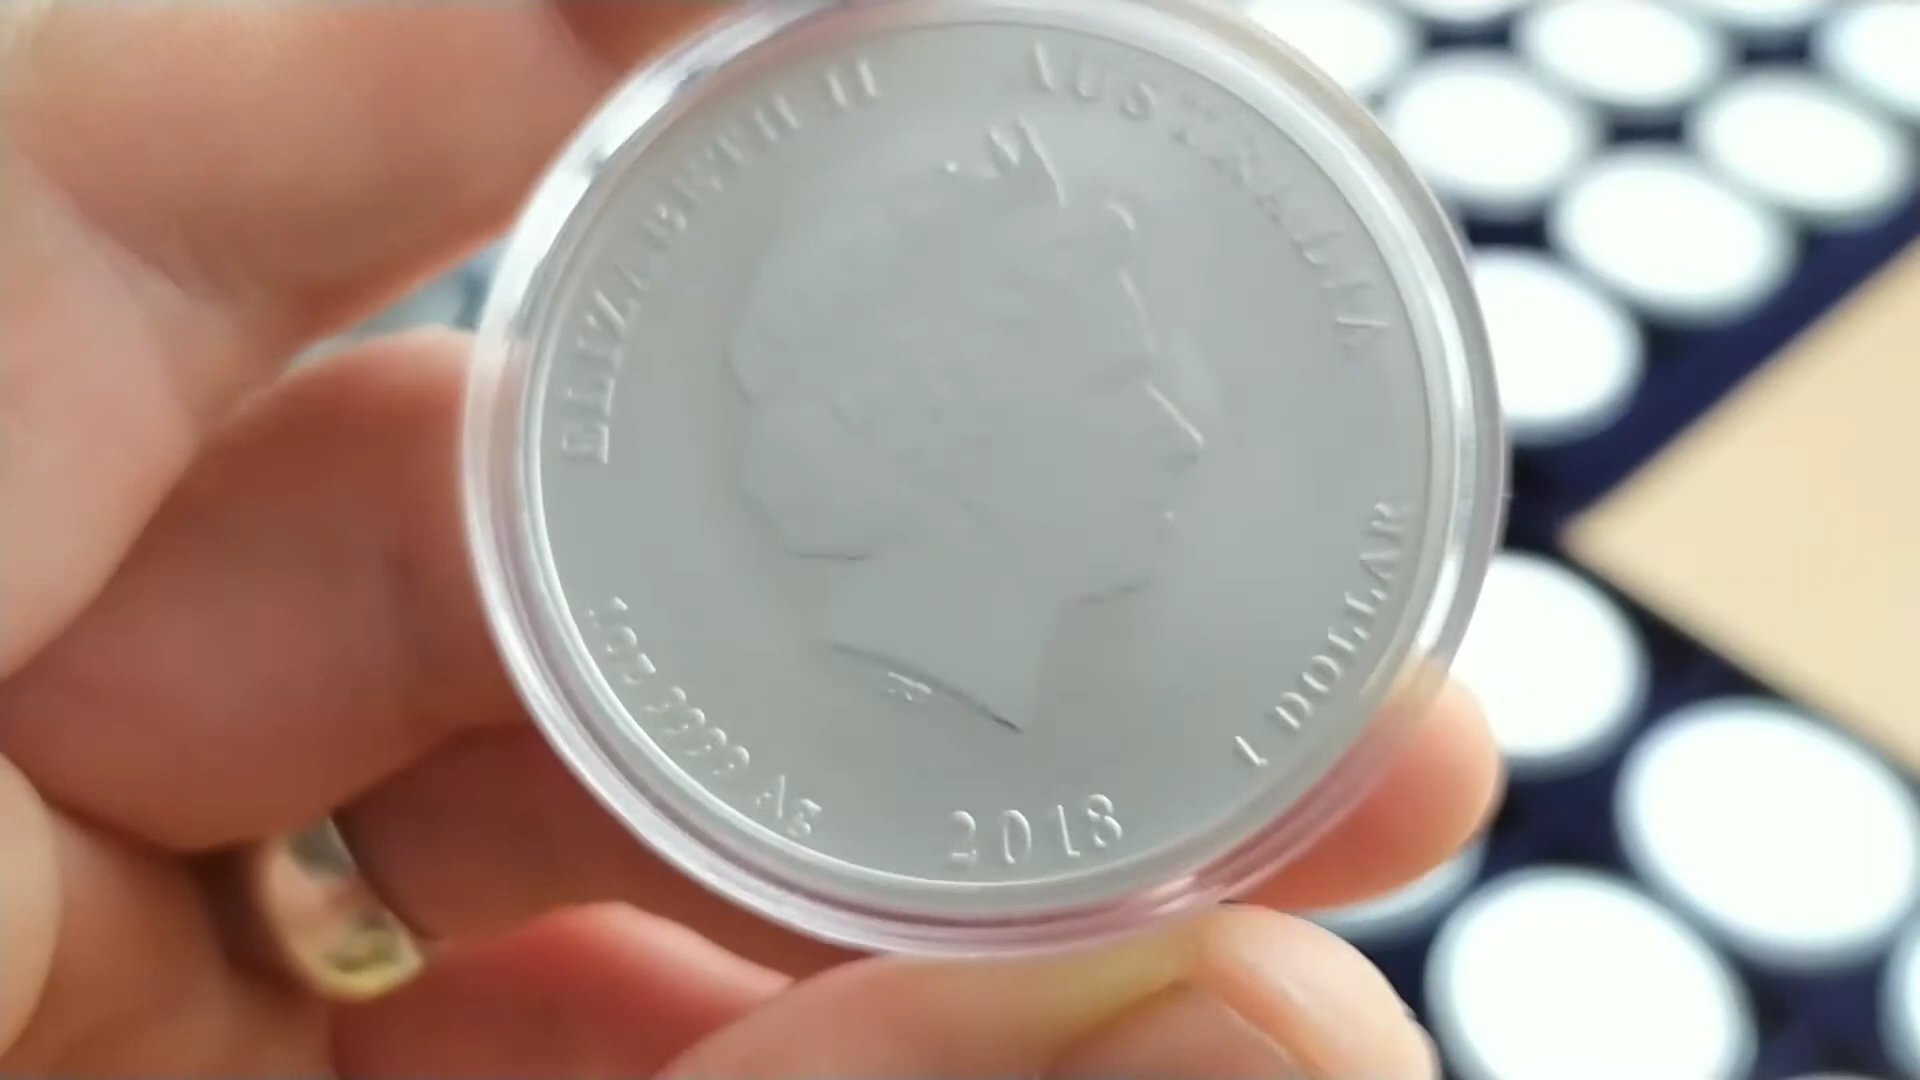 ELIZABETH II
AUSTRALIA
1oz 9999 Ag
2018
1 DOLLAR